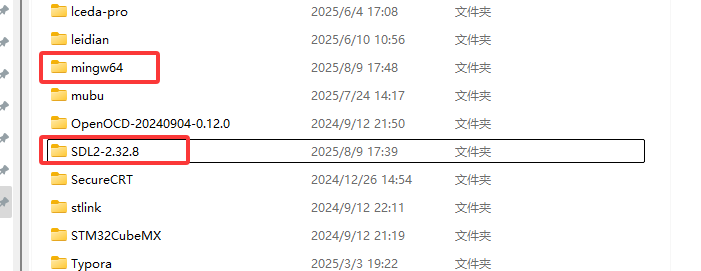 lceda-pro 2025/6/4 17:08 文件夹
leidian 2025/6/10 10:56 文件夹
mingw64 2025/8/9 17:48 文件夹
mubu 2025/7/24 14:17 文件夹
OpenOCD-20240904-0.12.0 2024/9/12 21:50 文件夹
SDL2-2.32.8 2025/8/9 17:39 文件夹
SecureCRT 2024/12/26 14:54 文件夹
stlink 2024/9/12 22:11 文件夹
STM32CubeMX 2024/9/12 21:19 文件夹
Typora 2025/3/3 19:22 文件夹